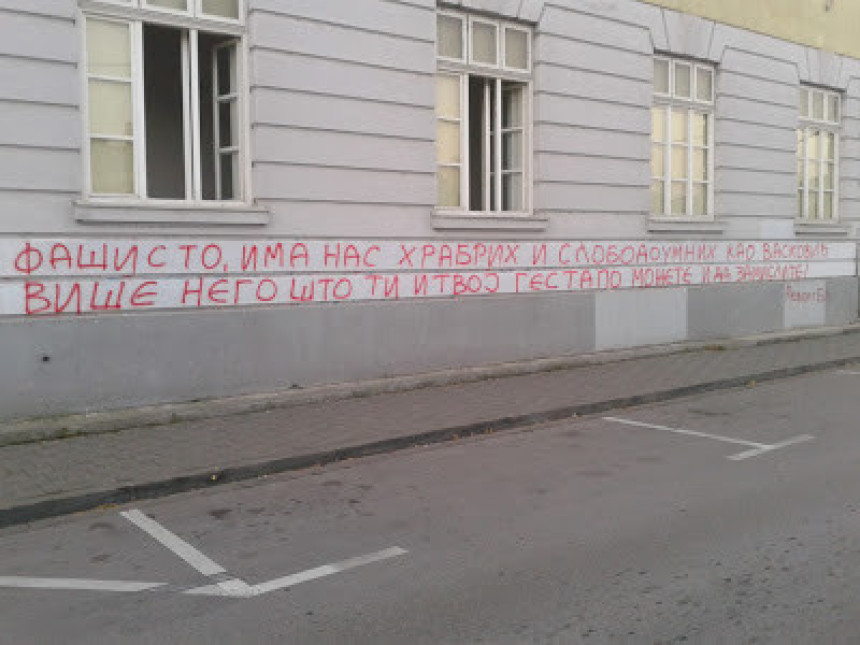 ФАШИСТО, ИМА НАС ХРАБРИХ И СЛОБОДОУМНИХ КАО ВАСКОВИЋ
ВИШЕ НЕГО ШТО ТИ И ТВОЈ ГЕСТАПО МОЖЕТЕ И ДА ЗАМИСЛИТЕ!